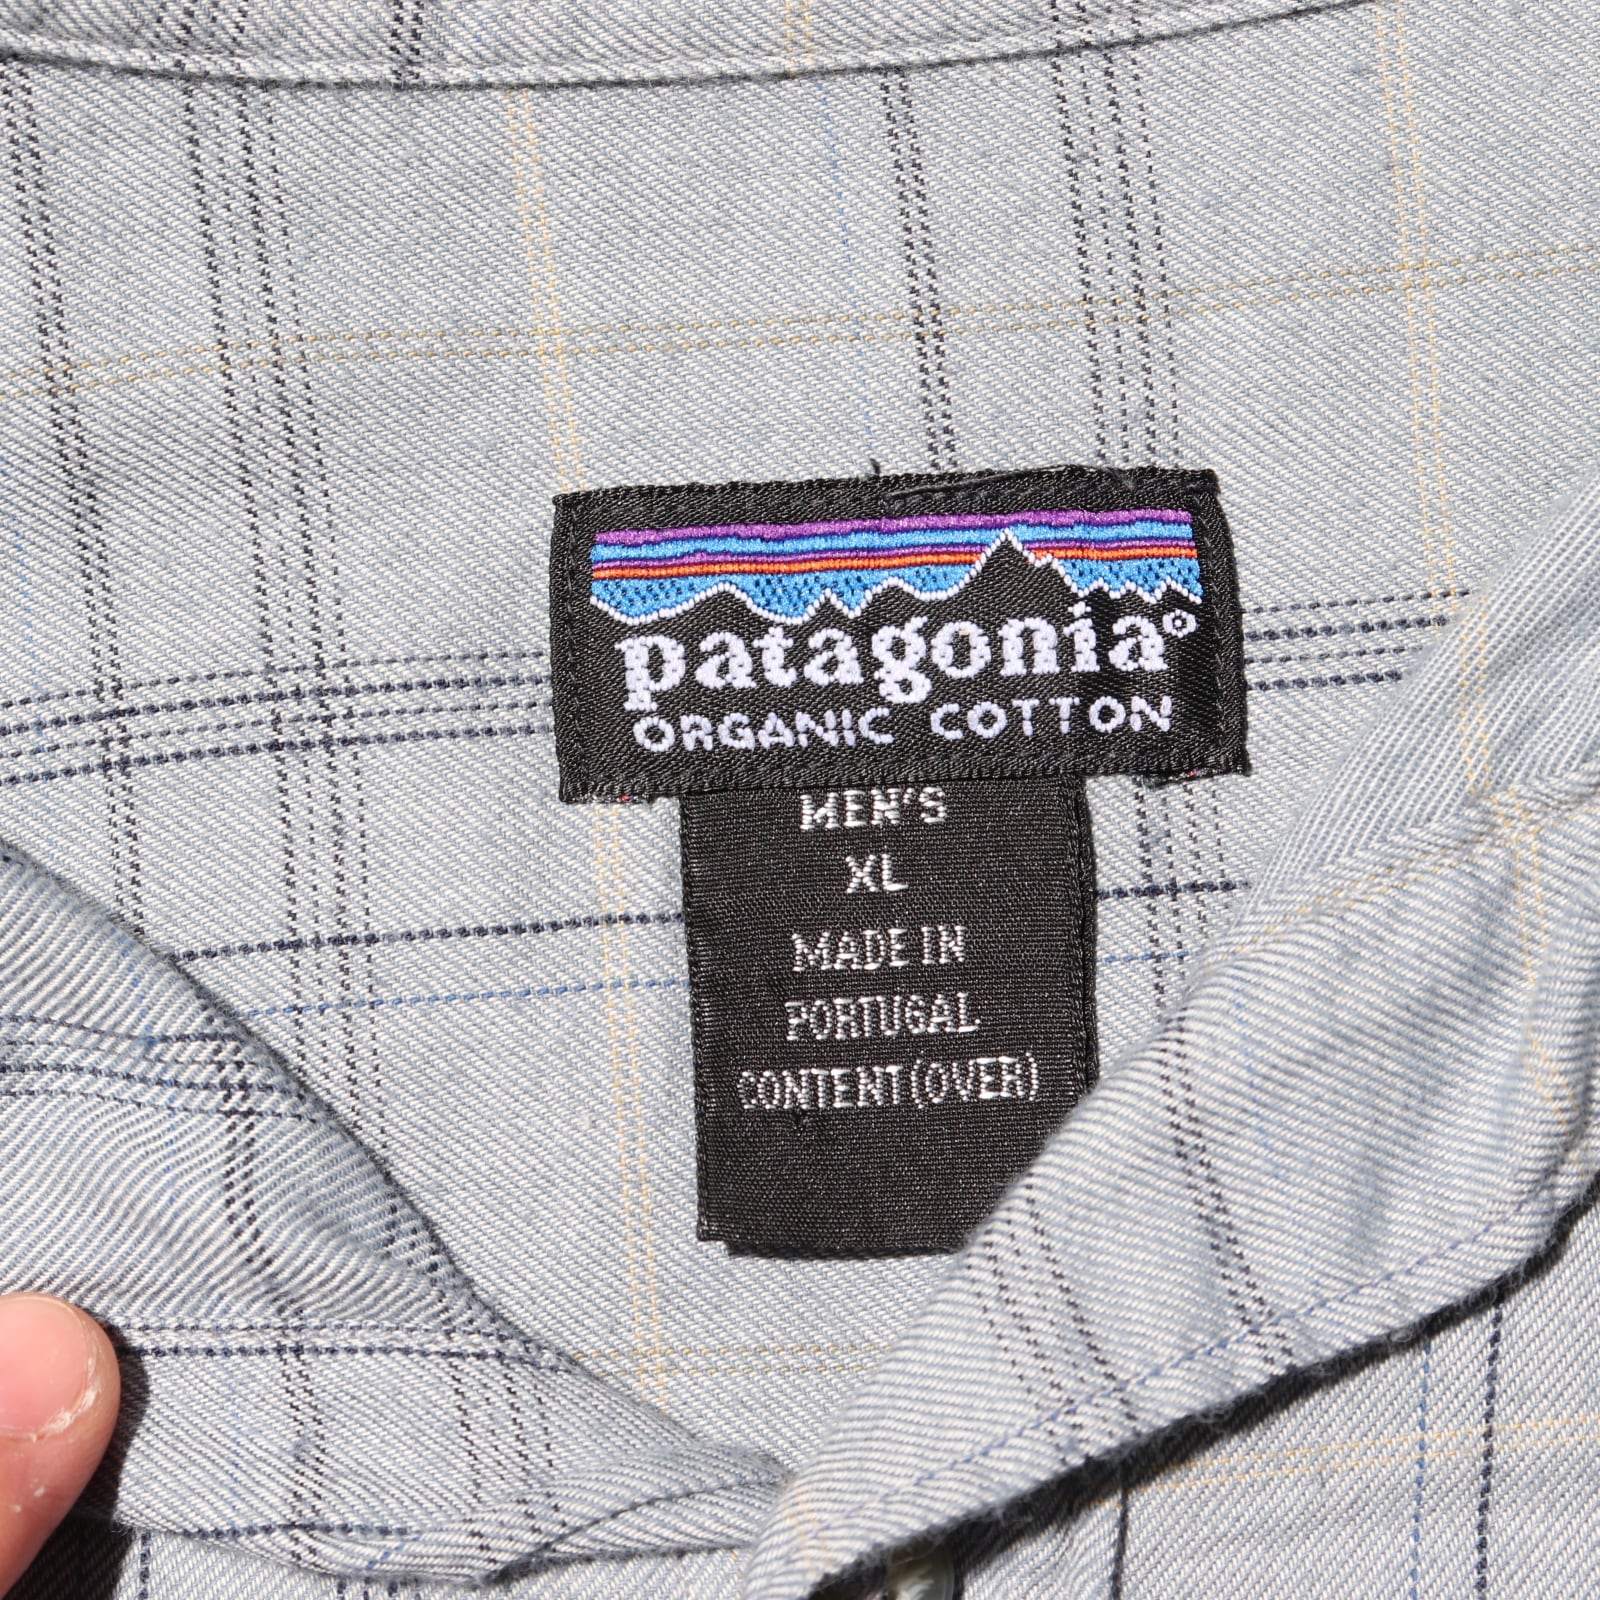 patagonia®
ORGANIC COTTON
MEN'S
XL
MADE IN
PORTUGAL
CONTENT(OVER)